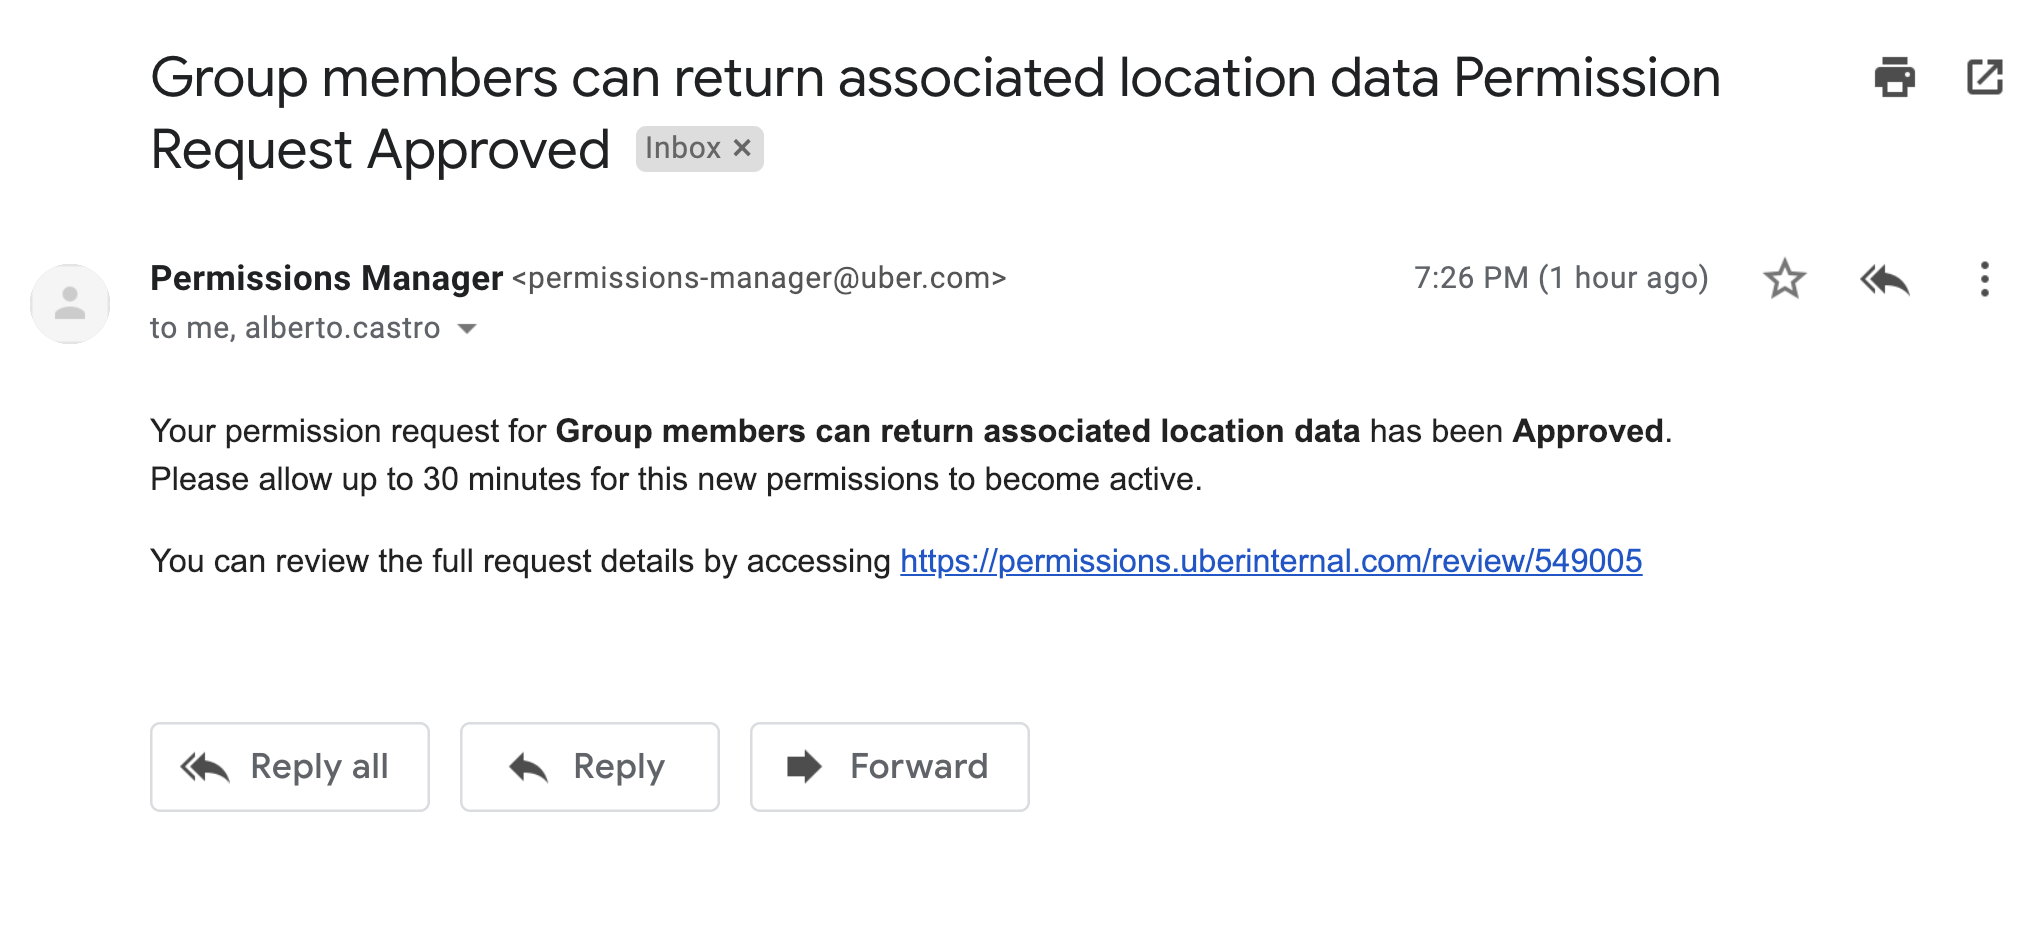 Group members can return associated location data Permission
Request Approved Inbox ×
Permissions Manager <permissions-manager@uber.com> 7:26 PM (1 hour ago)
to me, alberto.castro
Your permission request for Group members can return associated location data has been Approved.
Please allow up to 30 minutes for this new permissions to become active.
You can review the full request details by accessing https://permissions.uberinternal.com/review/549005
Reply all Reply Forward